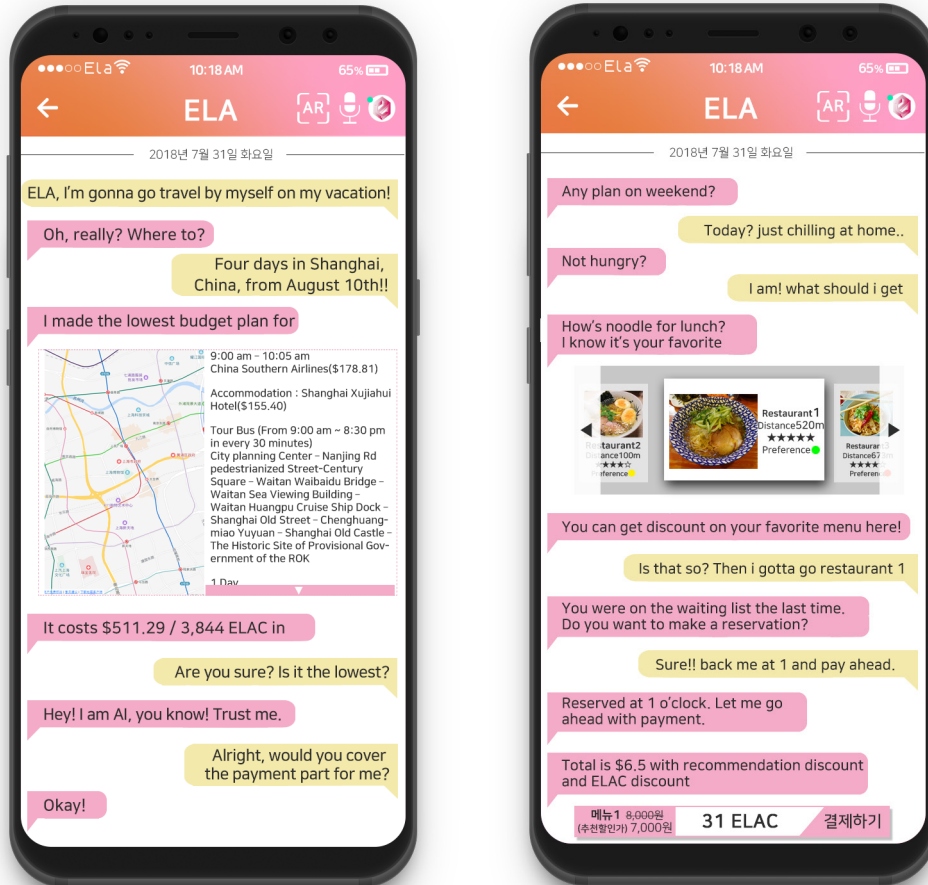 Ela
10:18 AM
65%
ELA
AR
2018년 7월 31일 화요일
ELA, I'm gonna go travel by myself on my vacation!
Oh, really? Where to?
Four days in Shanghai,
China, from August 10th!!
I made the lowest budget plan for
9:00 am – 10:05 am
China Southern Airlines($178.81)
Accommodation : Shanghai Xujiahui
Hotel($155.40)
Tour Bus (From 9:00 am ~ 8:30 pm
in every 30 minutes)
City planning Center – Nanjing Rd
pedestrianized Street-Century
Square – Waitan Waibaidu Bridge –
Waitan Sea Viewing Building –
Waitan Huangpu Cruise Ship Dock –
Shanghai Old Street – Chenghuang-
miao Yuyuan – Shanghai Old Castle –
The Historic Site of Provisional Gov-
ernment of the ROK
1 Day
It costs $511.29 / 3,844 ELAC in
Are you sure? Is it the lowest?
Hey! I am AI, you know! Trust me.
Alright, would you cover
the payment part for me?
Okay!
Ela
10:18 AM
65%
ELA
AR
2018년 7월 31일 화요일
Any plan on weekend?
Today? just chilling at home..
Not hungry?
I am! what should i get
How's noodle for lunch?
I know it's your favorite
Restaurant2
Distance100m
★★★★☆
Preference
Restaurant1
Distance520m
★★★★★
Preference
Restaurant3
★★★★☆
Preference
You can get discount on your favorite menu here!
Is that so? Then i gotta go restaurant 1
You were on the waiting list the last time.
Do you want to make a reservation?
Sure!! back me at 1 and pay ahead.
Reserved at 1 o'clock. Let me go
ahead with payment.
Total is $6.5 with recommendation discount
and ELAC discount
메뉴1 8,000원
(추천할인가) 7,000원
31 ELAC
결제하기